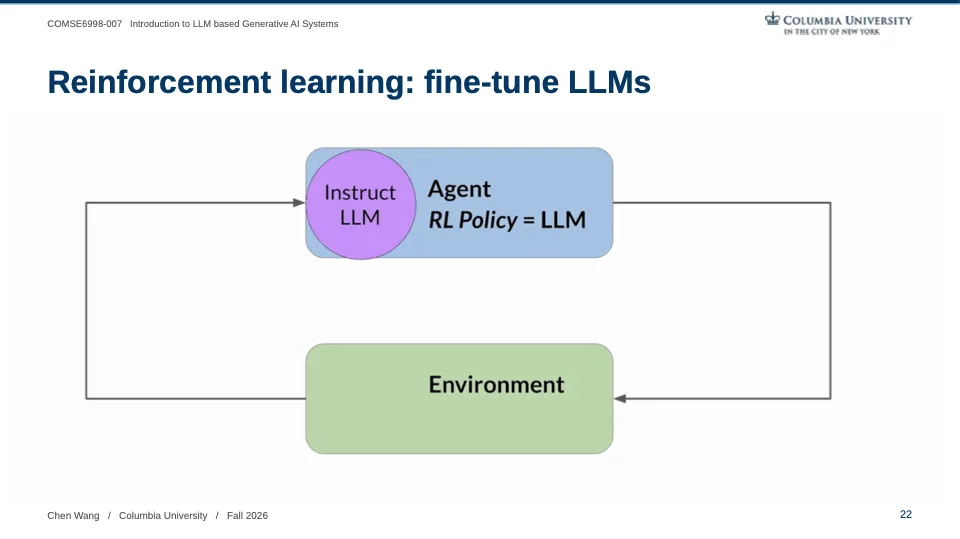 COMSE6998-007 Introduction to LLM based Generative AI Systems
COLUMBIA UNIVERSITY
IN THE CITY OF NEW YORK
Reinforcement learning: fine-tune LLMs
Instruct
LLM
Agent
RL Policy = LLM
Environment
Chen Wang / Columbia University / Fall 2026
22